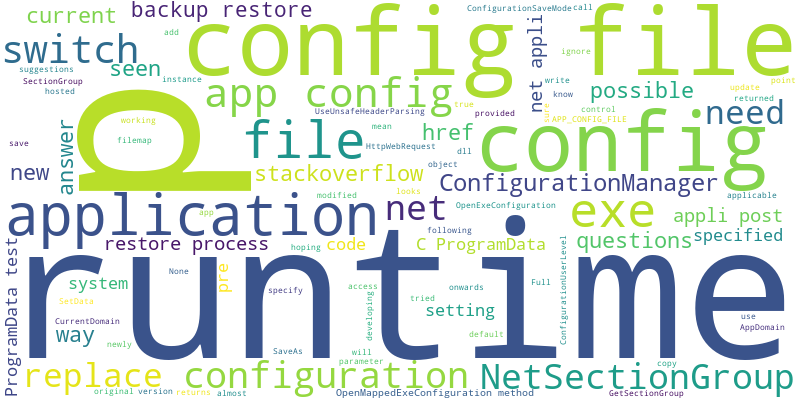 current
backup restore
ConfigurationSaveMode
call
add
switch
config file
net appli
ignore
suggestions
seen
SectionGroup
instance
hosted
app config
possible
write
know
point
update
returned
UseUnsafeHeaderParsing
true
need
working
p
filemap
answer
file
mean
href
provided
control
APP_CONFIG_FILE
config
save
HttpWebRequest
dll
object
new
stackoverflow
ConfigurationManager
looks
applicable
modified
application
app
net
OpenExeConfiguration
exe
appli post
following
restore process
hoping
code
C ProgramData
questions
specified
ProgramData test
runtime
pre
None
system
specify
access
developing
tried
onwards
Full
setting
ConfigurationUserLevel
SetData
CurrentDomain
way
newly
SaveAs
default
use
AppDomain
will
parameter
copy
replace
configuration
NetSectionGroup
original
version
returns
almost
OpenMappedExeConfiguration method
GetSectionGroup